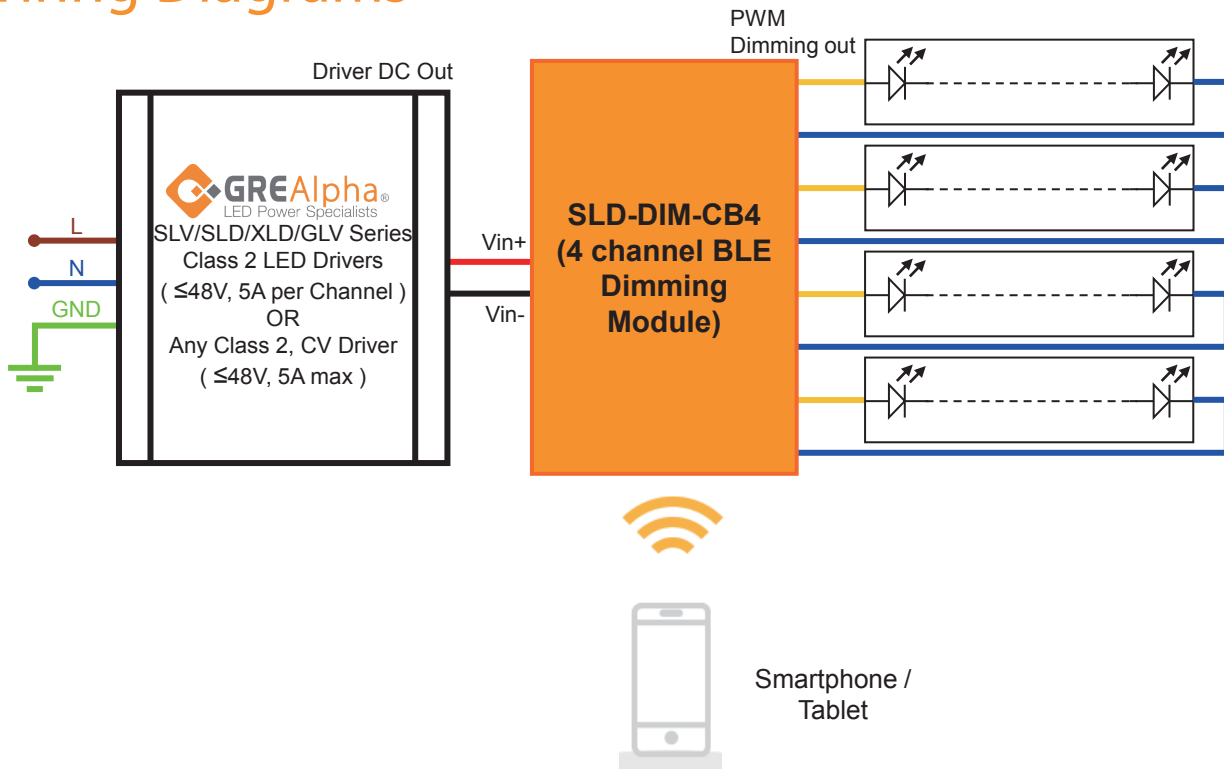 Diagrams
PWM
Dimming out
Driver DC Out
GREAlpha®
LED Power Specialists
SLV/SLD/XLD/GLV Series
Class 2 LED Drivers
( ≤48V, 5A per Channel )
OR
Any Class 2, CV Driver
( ≤48V, 5A max )
L
N
GND
Vin+
Vin-
SLD-DIM-CB4
(4 channel BLE
Dimming
Module)
Smartphone /
Tablet